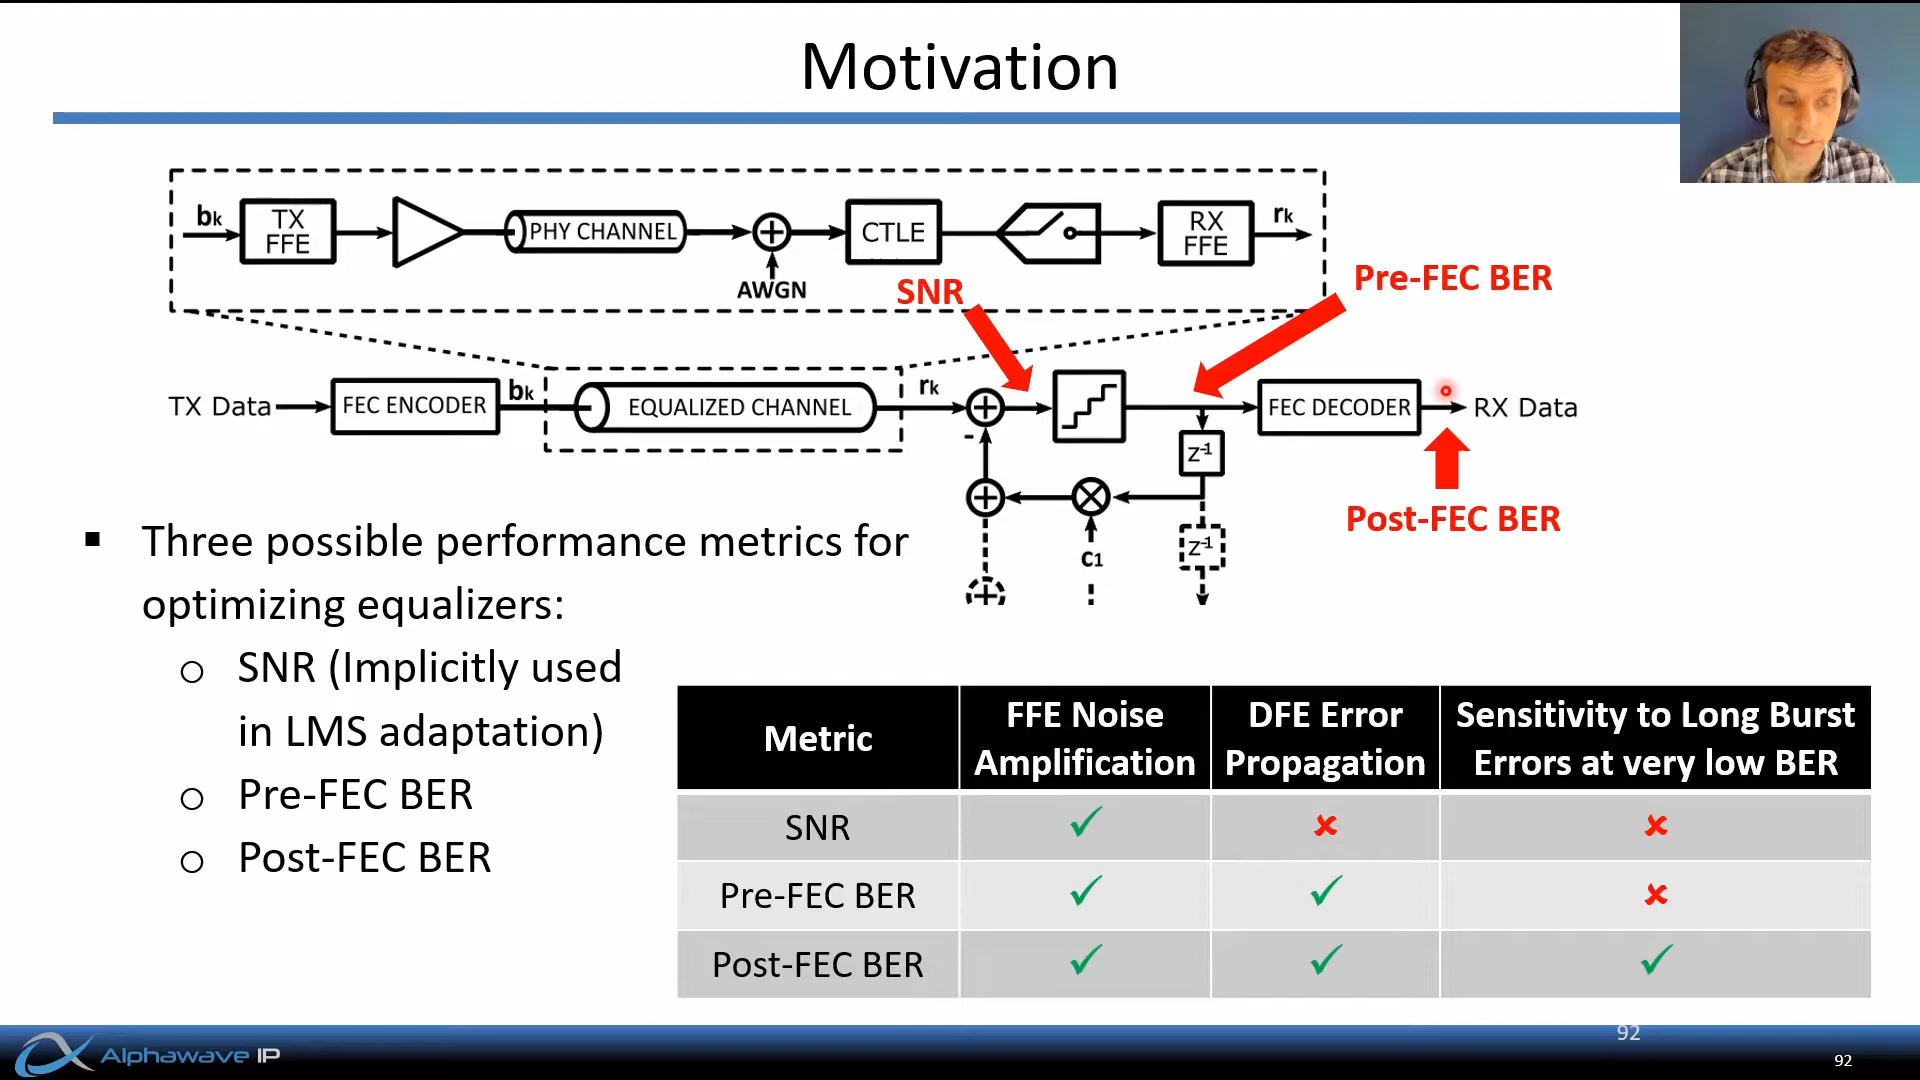 Motivation
bk
TX
FFE
PHY CHANNEL
AWGN
CTLE
RX
FFE
rk
SNR
Pre-FEC BER
TX Data
FEC ENCODER
bk
EQUALIZED CHANNEL
rk
-
FEC DECODER
RX Data
z-1
Post-FEC BER
z-1
c1
▪ Three possible performance metrics for
optimizing equalizers:
o SNR (Implicitly used
in LMS adaptation)
o Pre-FEC BER
o Post-FEC BER
Metric
FFE Noise
Amplification
DFE Error
Propagation
Sensitivity to Long Burst
Errors at very low BER
SNR ✓ ✘ ✘
Pre-FEC BER ✓ ✓ ✘
Post-FEC BER ✓ ✓ ✓
Alphawave IP
92
92